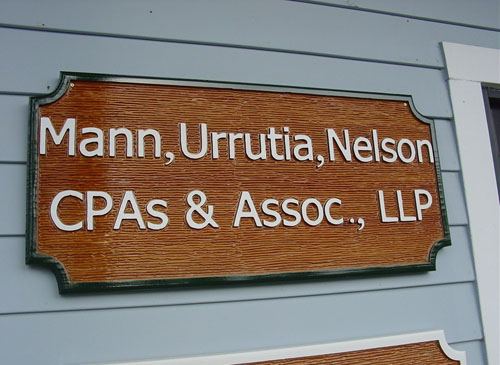 Mann, Urrutia, Nelson
CPAs & Assoc.., LLP